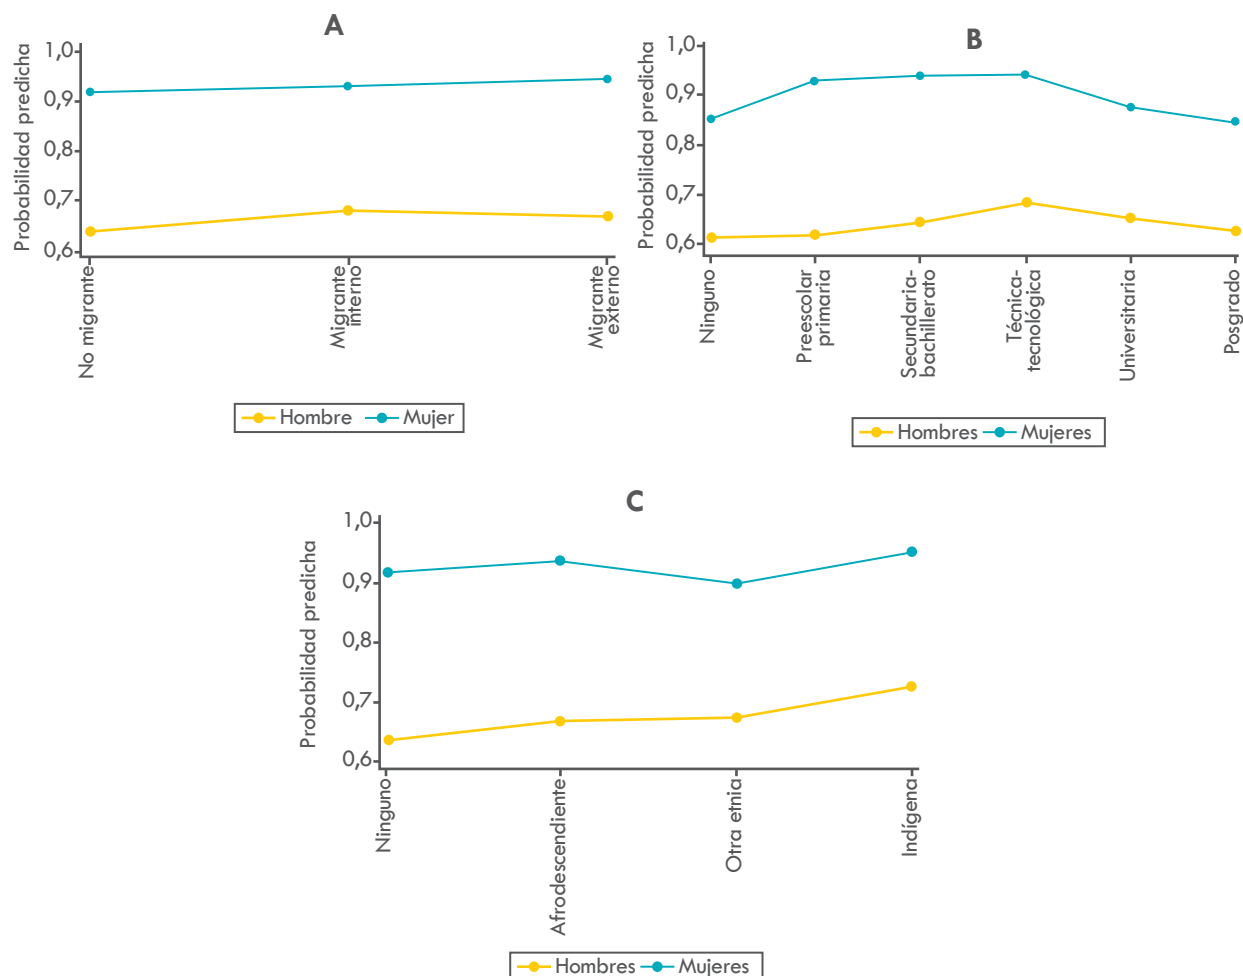 A
Probabilidad predicha
1,0
0,9
0,8
0,7
0,6
No migrante
Migrante
interno
Migrante
externo
Hombre
Mujer
B
Probabilidad predicha
1,0
0,9
0,8
0,7
0,6
Ninguno
Preescolar
primaria
Secundaria-
bachillerato
Técnica-
tecnológica
Universitaria
Posgrado
Hombres
Mujeres
C
Probabilidad predicha
1,0
0,9
0,8
0,7
0,6
Ninguno
Afrodescendiente
Otra etnia
Indígena
Hombres
Mujeres